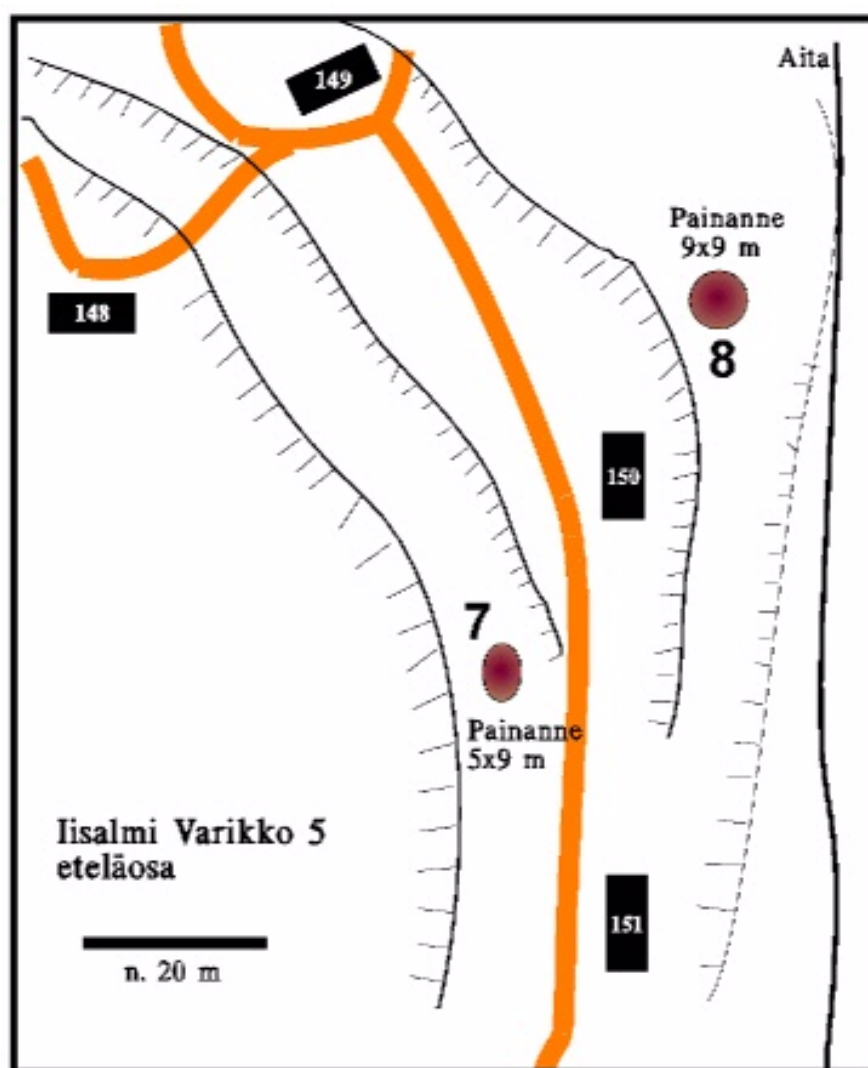 149
Aita
Painanne
9x9 m
8
148
150
7
Painanne
5x9 m
Iisalmi Varikko 5
eteläosa
151
n. 20 m